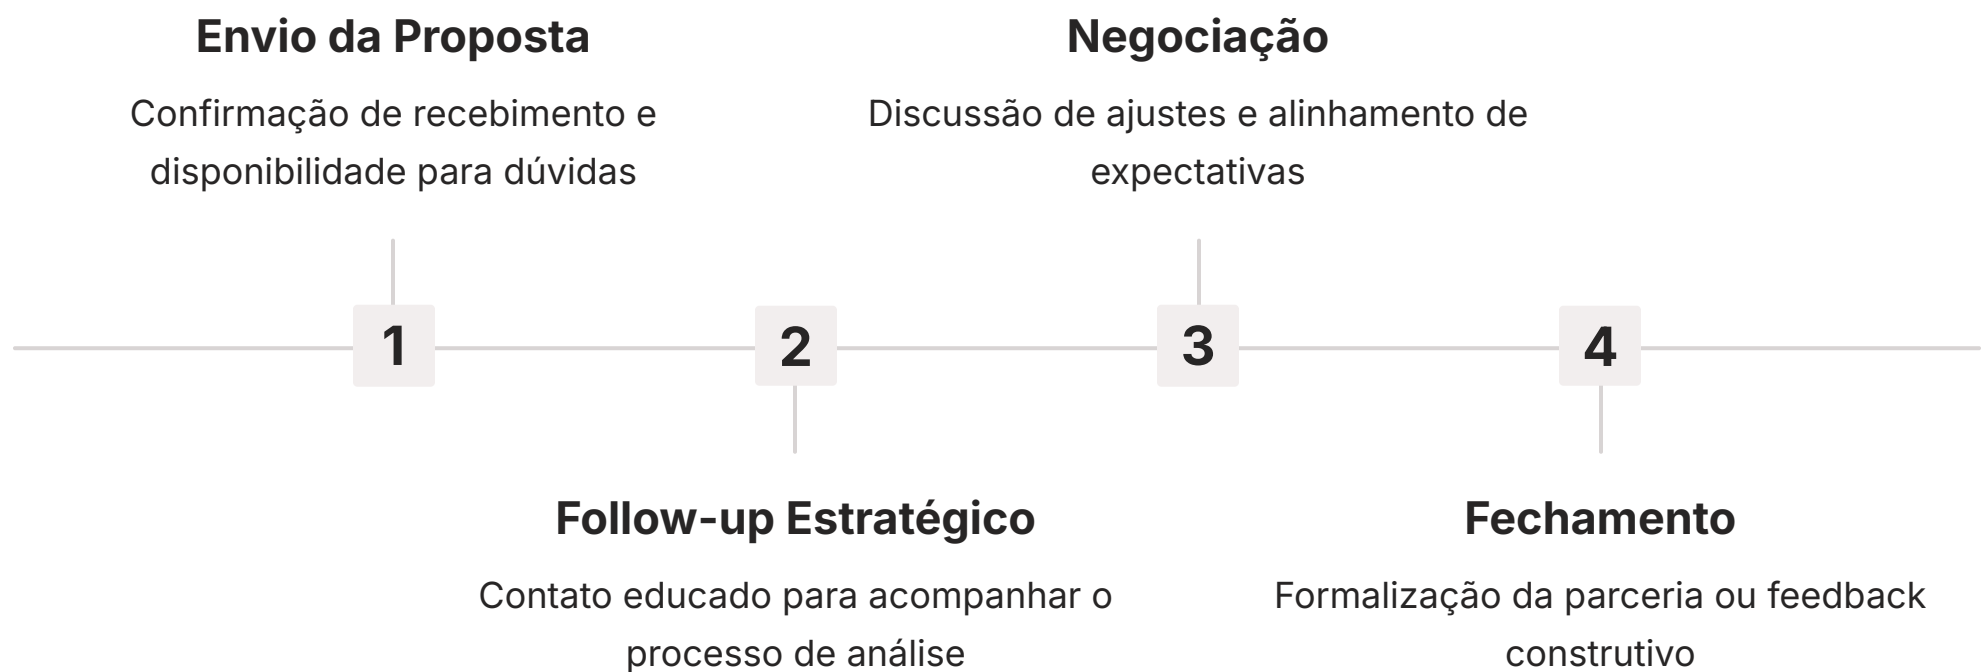 Envio da Proposta
Confirmação de recebimento e
disponibilidade para dúvidas
Negociação
Discussão de ajustes e alinhamento de
expectativas
1
2
3
4
Follow-up Estratégico
Contato educado para acompanhar o
processo de análise
Fechamento
Formalização da parceria ou feedback
construtivo